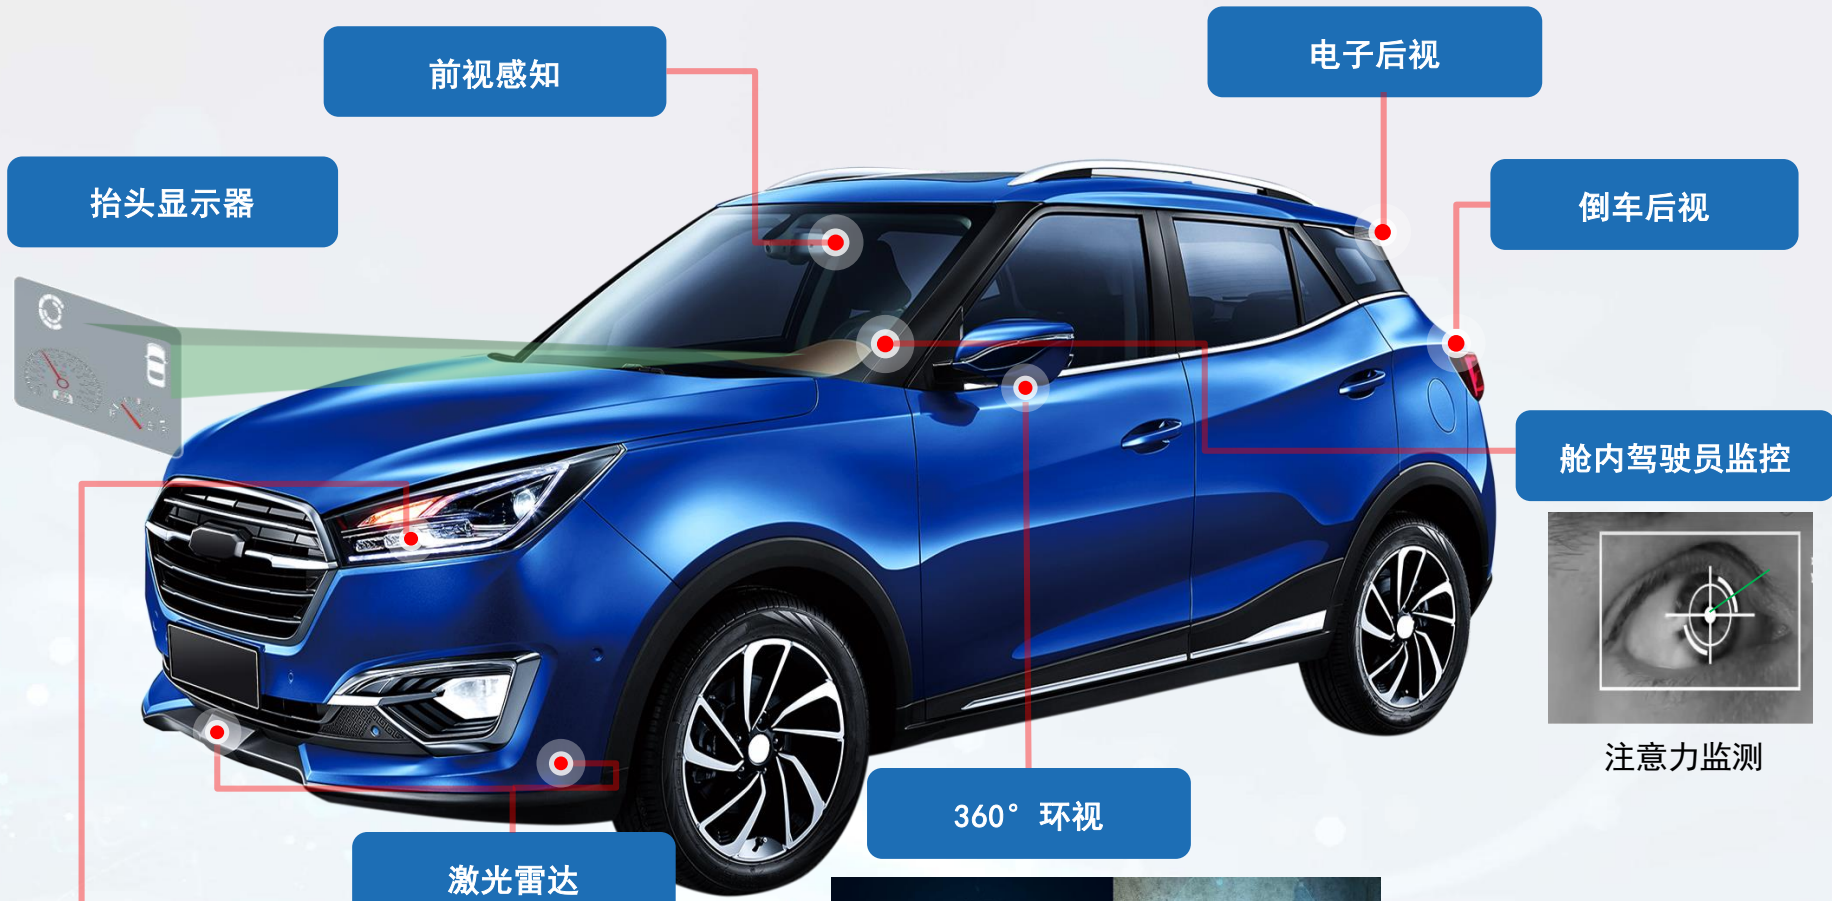 前视感知
电子后视
抬头显示器
倒车后视
舱内驾驶员监控
注意力监测
360°环视
激光雷达